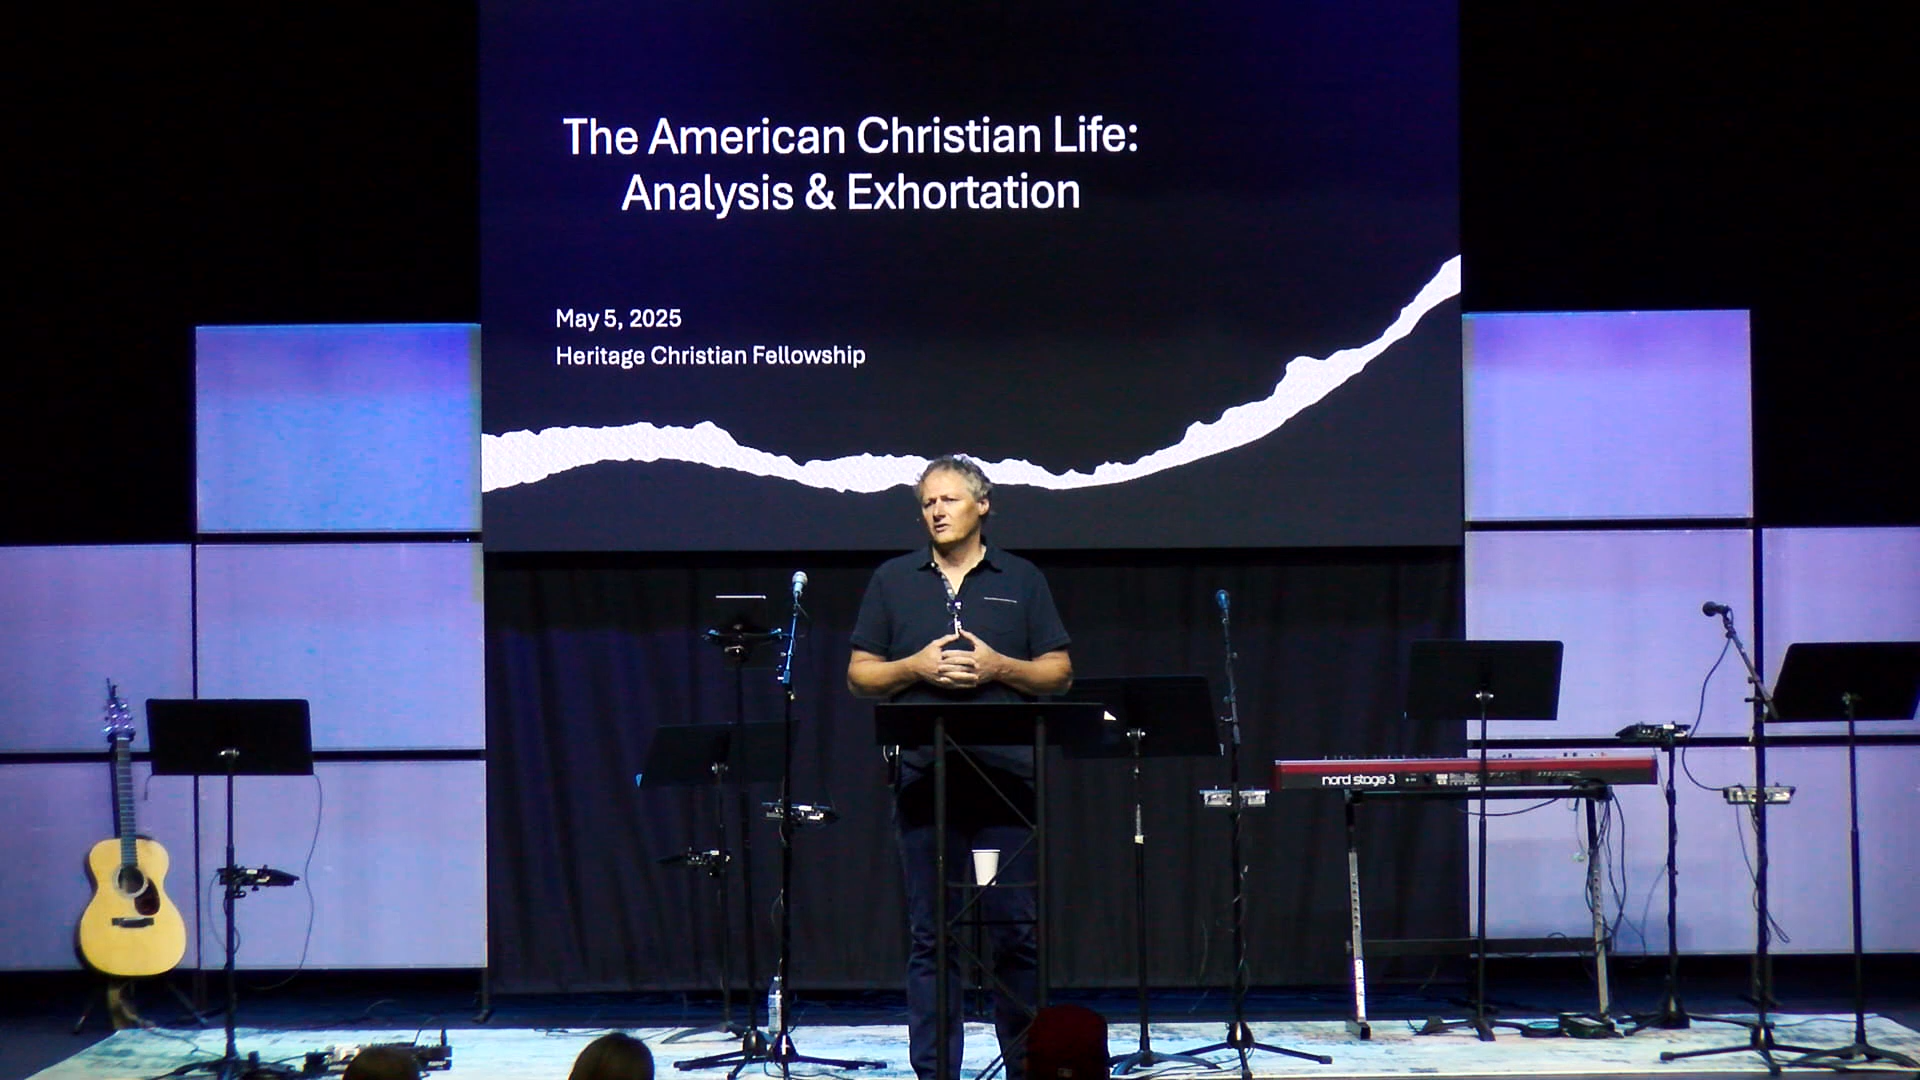 The American Christian Life:
Analysis & Exhortation
May 5, 2025
Heritage Christian Fellowship
nord stage 3